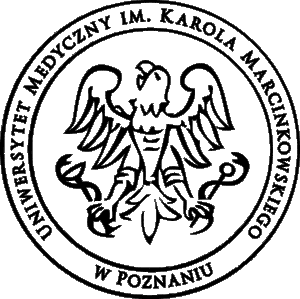 UNIWERSYTET MEDYCZNY IM. KAROLA MARCINKOWSKIEGO
W POZNANIU